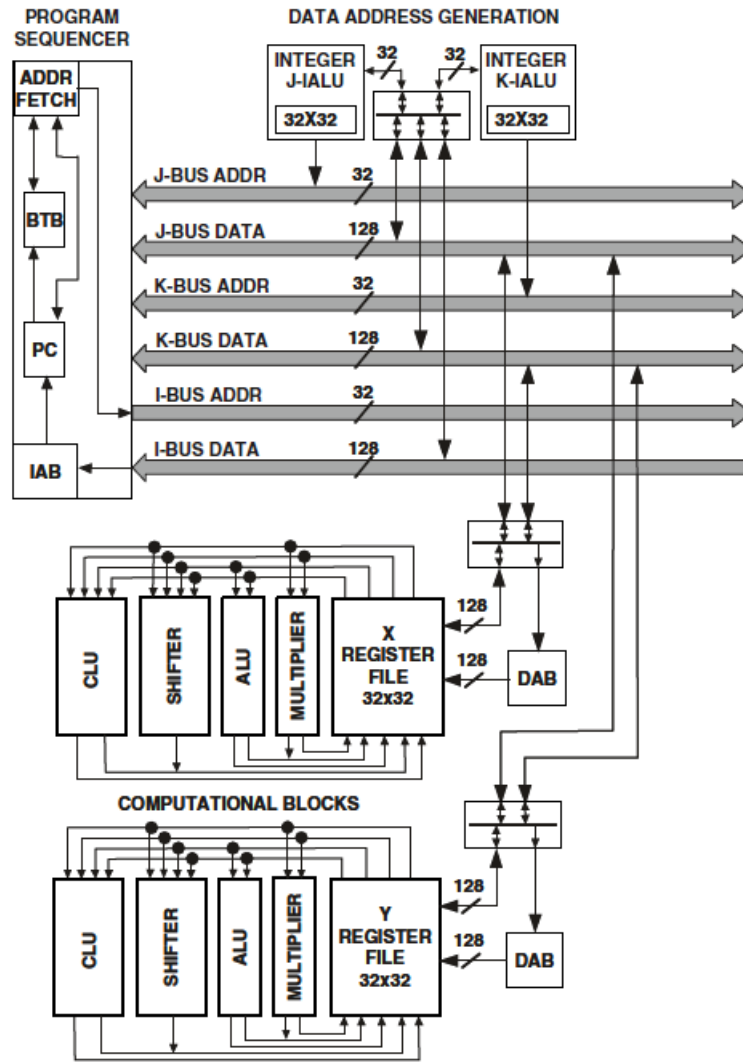 PROGRAM
SEQUENCER
DATA ADDRESS GENERATION
ADDR
FETCH
BTB
PC
IAB
INTEGER
J-IALU
32X32
32
32
INTEGER
K-IALU
32X32
J-BUS ADDR
32
J-BUS DATA
128
K-BUS ADDR
32
K-BUS DATA
128
I-BUS ADDR
32
I-BUS DATA
128
CLU
SHIFTER
ALU
MULTIPLIER
X
REGISTER
FILE
32x32
128
128
DAB
COMPUTATIONAL BLOCKS
CLU
SHIFTER
ALU
MULTIPLIER
Y
REGISTER
FILE
32x32
128
128
DAB